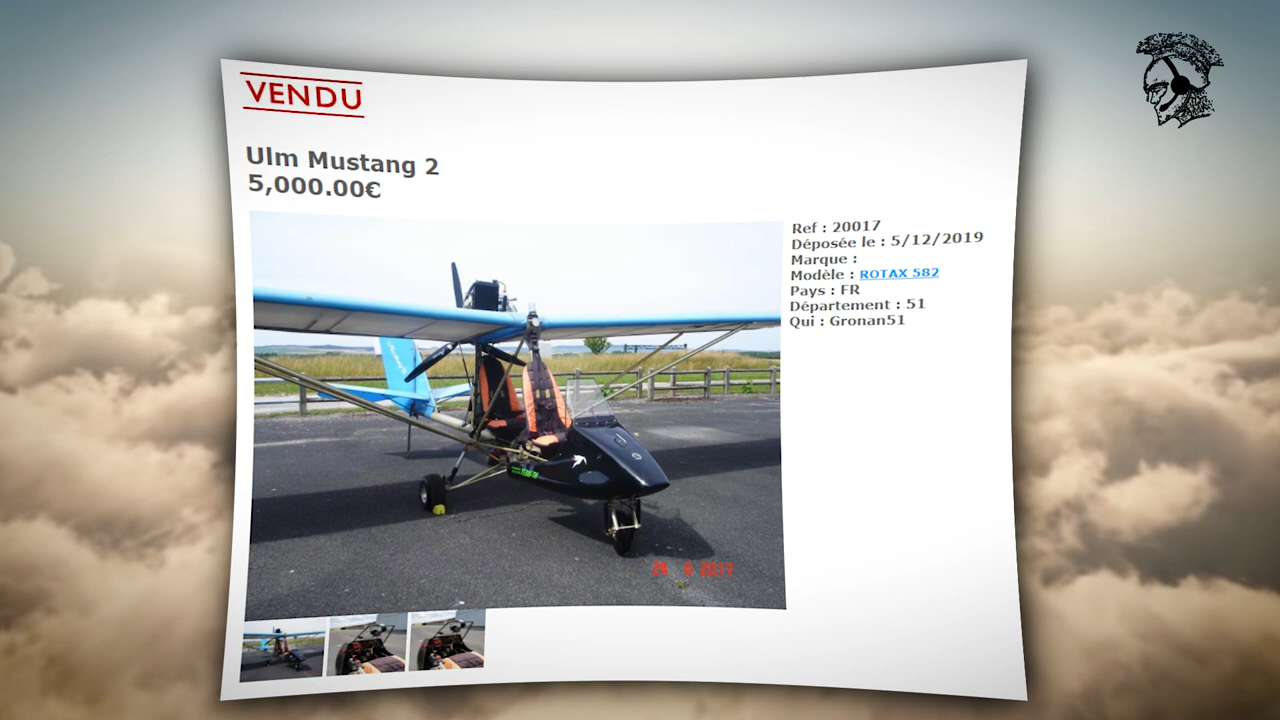 VENDU
Ulm Mustang 2
5,000.00€
Ref : 20017
Déposée le : 5/12/2019
Marque :
Modèle : ROTAX 582
Pays : FR
Département : 51
Qui : Gronan51
26 6 2017